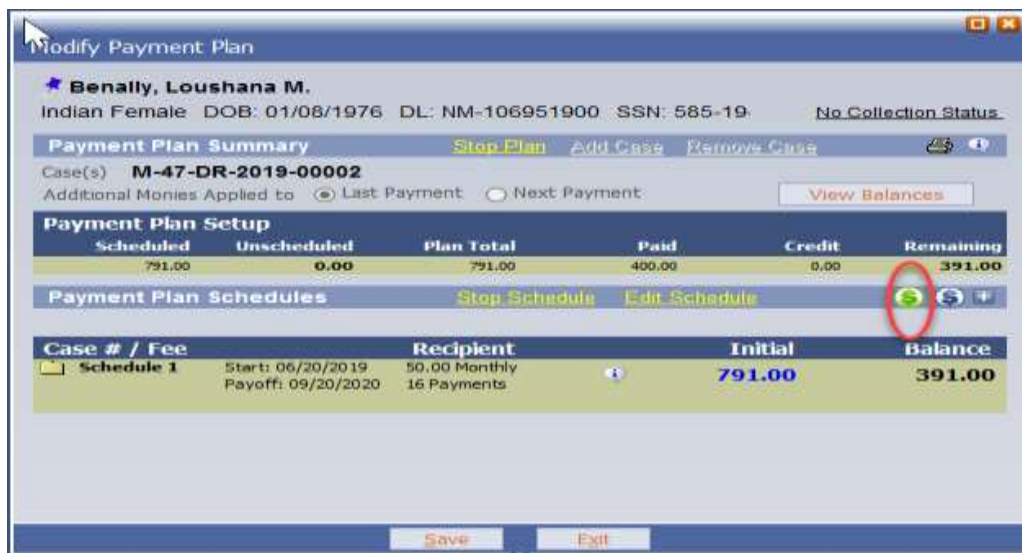 Modify Payment Plan
Benally, Loushana M.
Indian Female DOB: 01/08/1976 DL: NM-106951900 SSN: 585-19- No Collection Status
Payment Plan Summary Stop Plan Add Case Remove Case
Case(s) M-47-DR-2019-00002
Additional Monies Applied to Last Payment Next Payment View Balances
Payment Plan Setup
Scheduled Unscheduled Plan Total Paid Credit Remaining
791.00 0.00 791.00 400.00 0.00 391.00
Payment Plan Schedules Stop Schedule Edit Schedule $ $ +
Case # / Fee Recipient Initial Balance
Schedule 1 Start: 06/20/2019 50.00 Monthly 791.00 391.00
Payoff: 09/20/2020 16 Payments
Save Exit